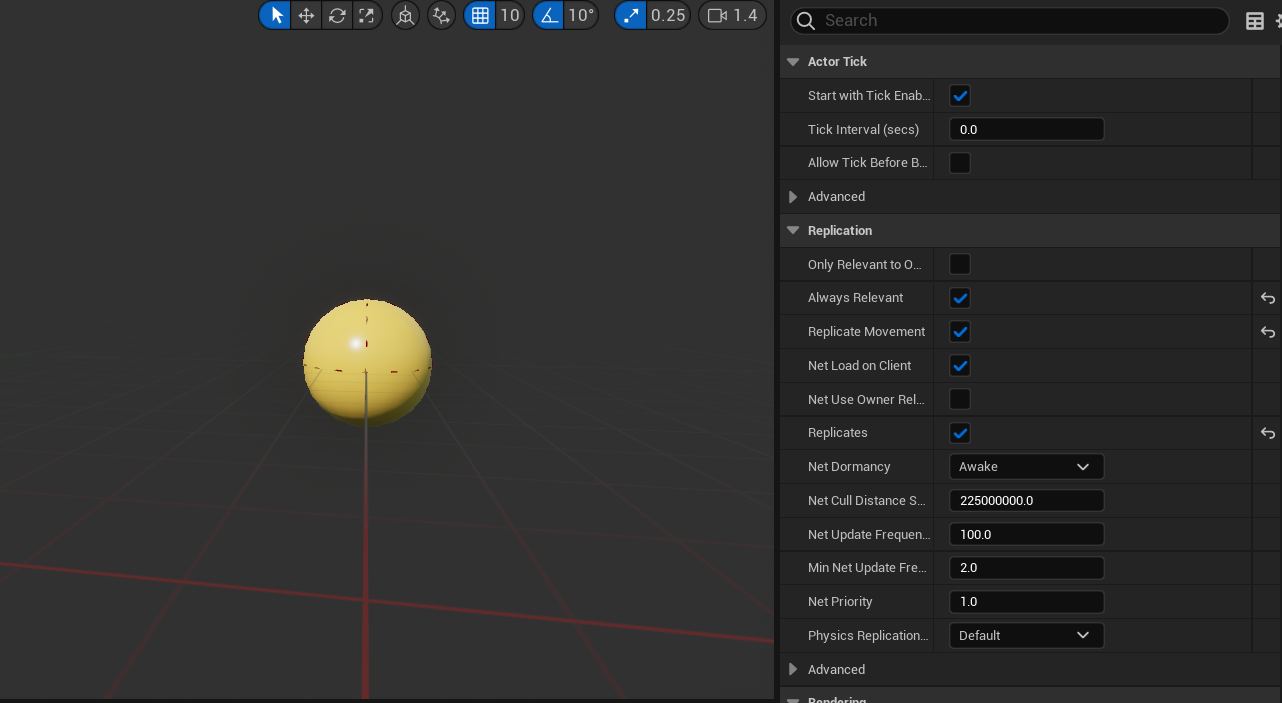 10
10°
0.25
1.4
Search
Actor Tick
Start with Tick Enab...
Tick Interval (secs)
0.0
Allow Tick Before B...
Advanced
Replication
Only Relevant to O...
Always Relevant
Replicate Movement
Net Load on Client
Net Use Owner Rel...
Replicates
Net Dormancy
Awake
Net Cull Distance S...
225000000.0
Net Update Frequen...
100.0
Min Net Update Fre...
2.0
Net Priority
1.0
Physics Replication...
Default
Advanced
Rendering